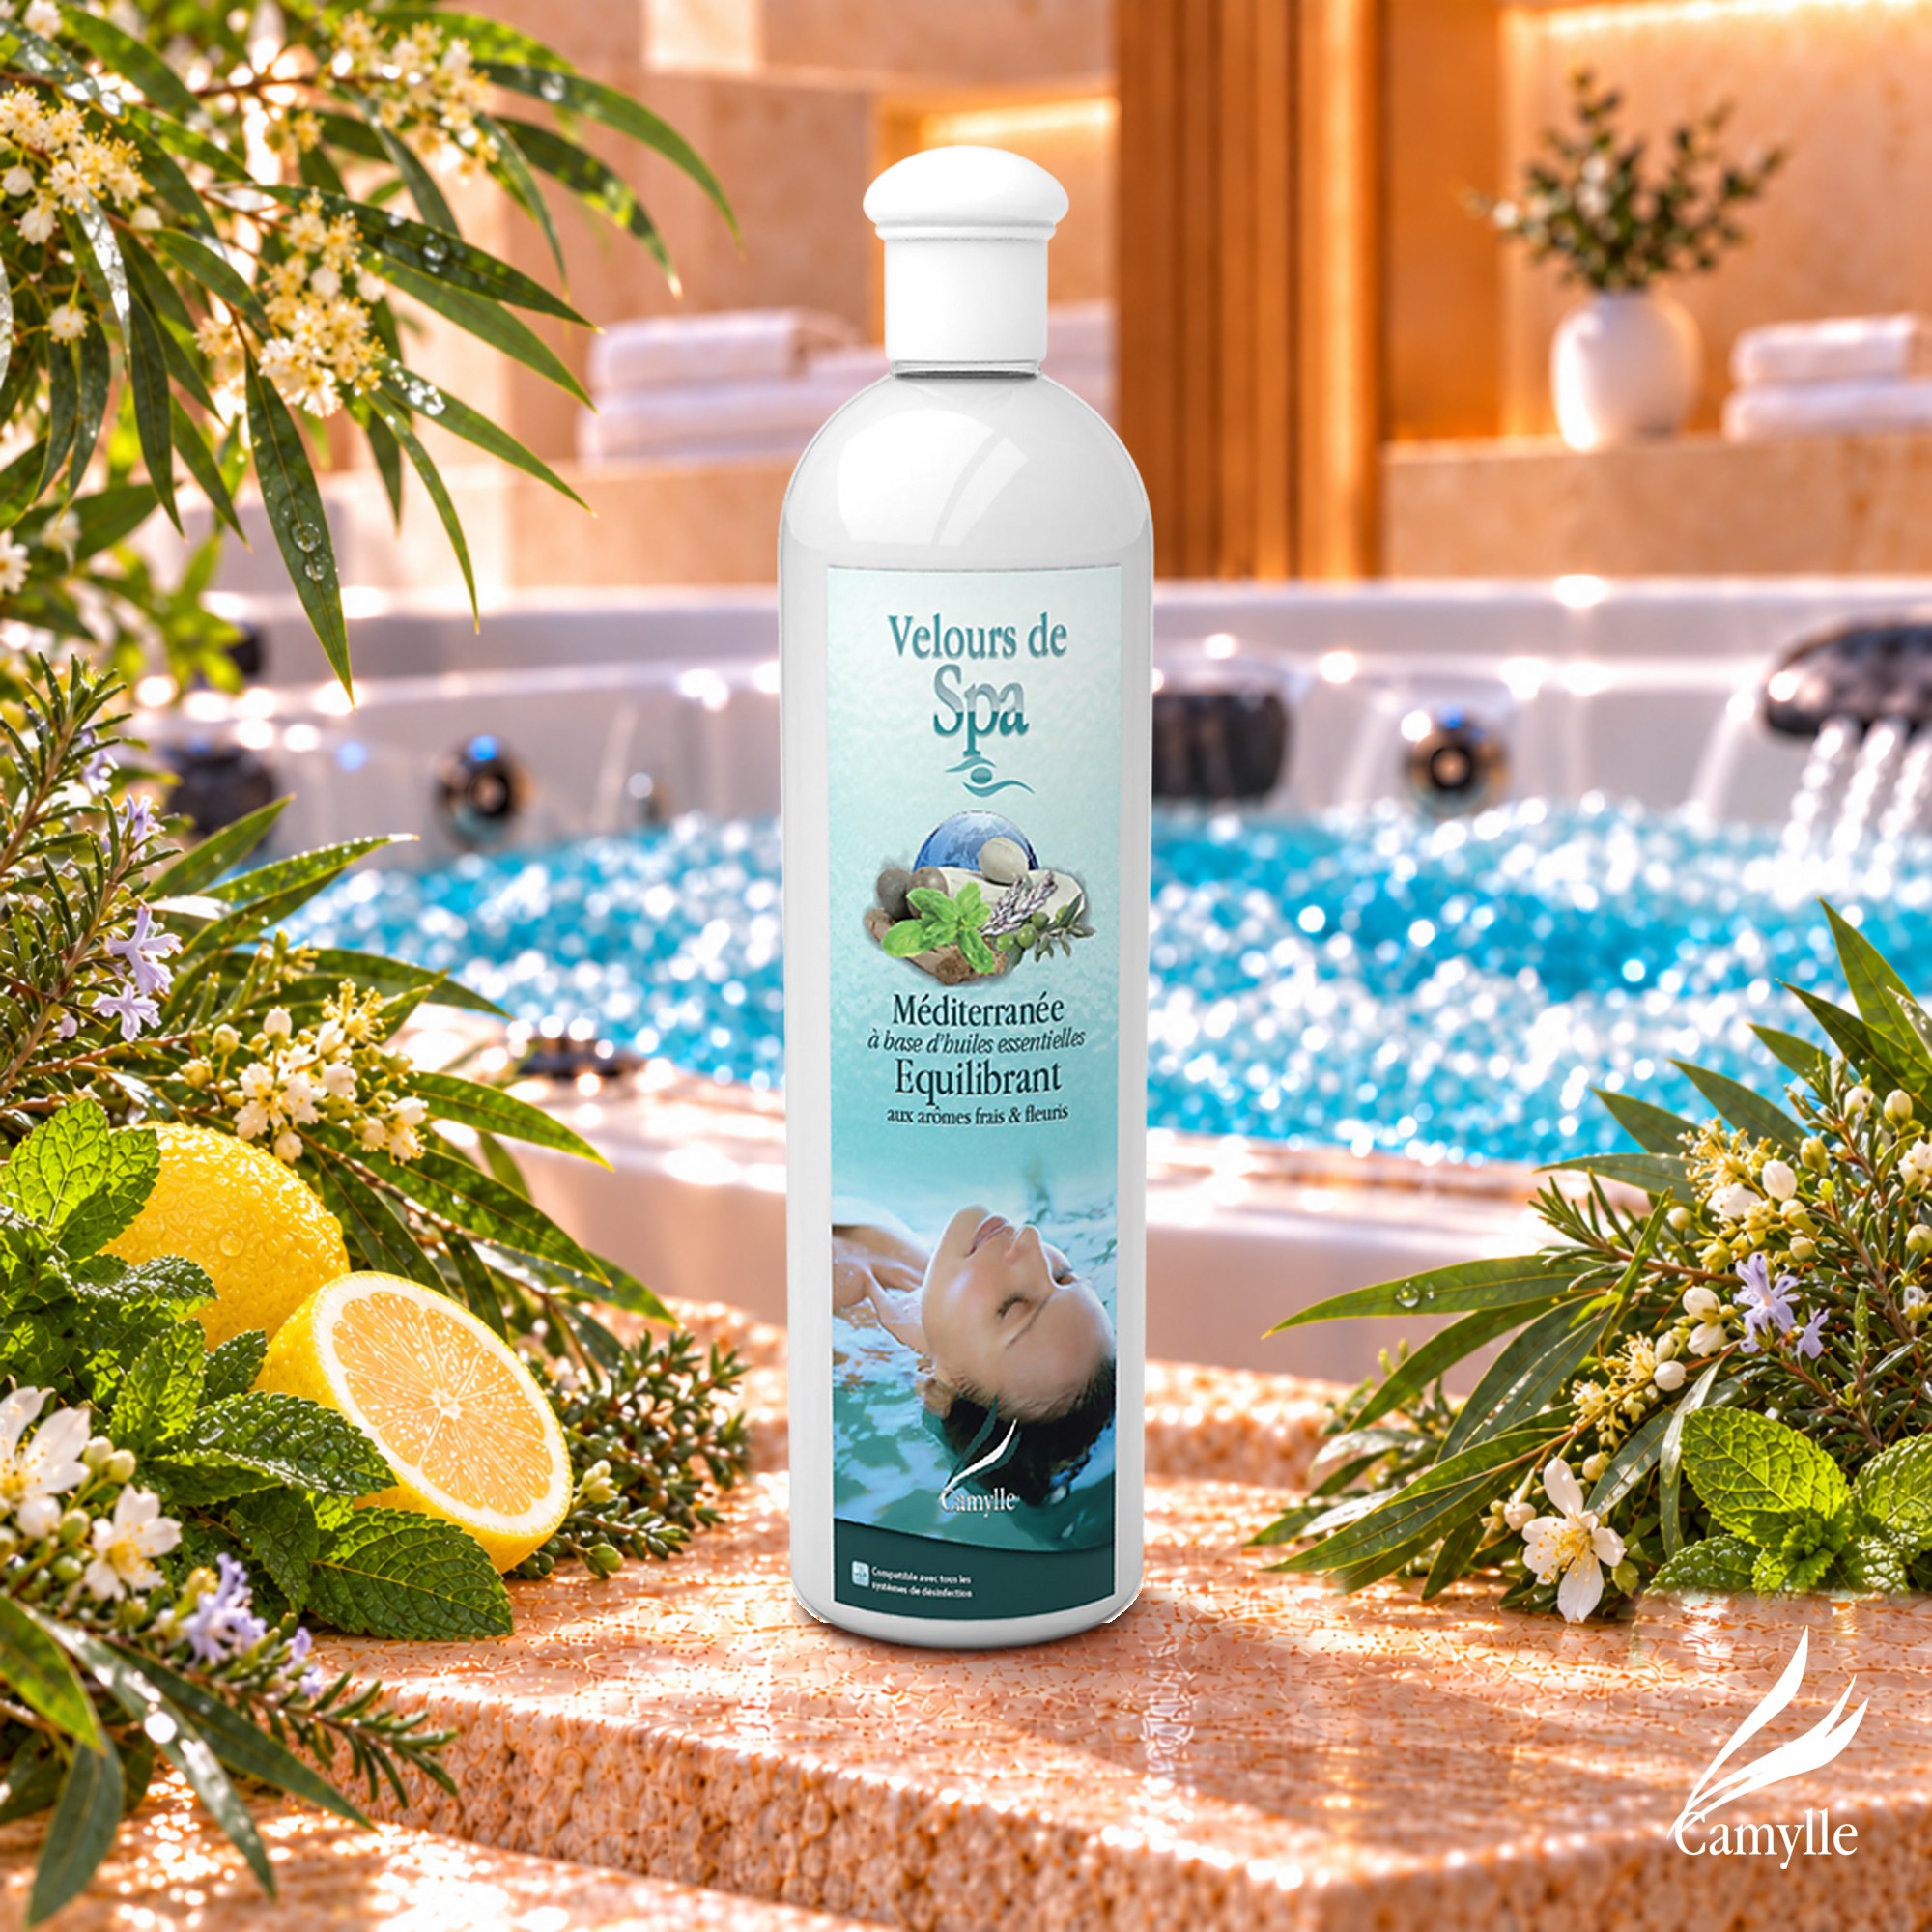 Velours de
Spa
Méditerranée
à base d'huiles essentielles
Equilibrant
aux arômes frais & fleuris
Camylle
Compatible avec tous les
systèmes de désinfection
Camylle